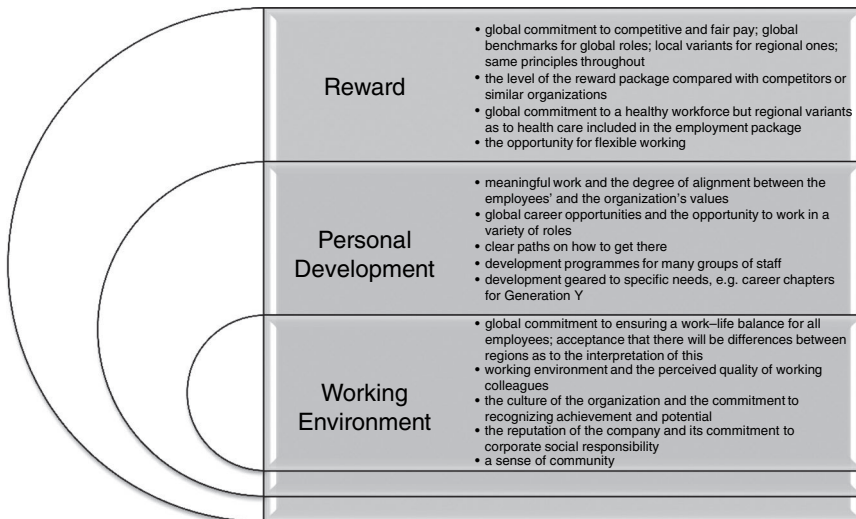 Reward
• global commitment to competitive and fair pay; global
benchmarks for global roles; local variants for regional ones;
same principles throughout
• the level of the reward package compared with competitors or
similar organizations
• global commitment to a healthy workforce but regional variants
as to health care included in the employment package
• the opportunity for flexible working
Personal
Development
• meaningful work and the degree of alignment between the
employees’ and the organization’s values
• global career opportunities and the opportunity to work in a
variety of roles
• clear paths on how to get there
• development programmes for many groups of staff
• development geared to specific needs, e.g. career chapters
for Generation Y
Working
Environment
• global commitment to ensuring a work–life balance for all
employees; acceptance that there will be differences between
regions as to the interpretation of this
• working environment and the perceived quality of working
colleagues
• the culture of the organization and the commitment to
recognizing achievement and potential
• the reputation of the company and its commitment to
corporate social responsibility
• a sense of community